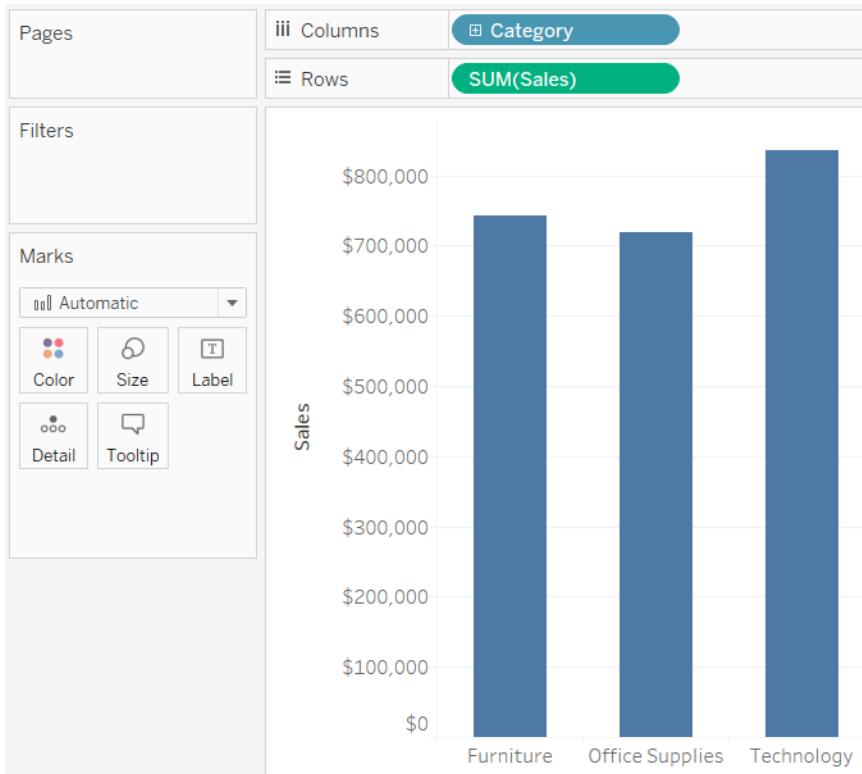 Pages
iii Columns
Category
Rows
SUM(Sales)
Filters
Marks
Automatic
Color
Size
T
Label
Detail
Tooltip
Sales
$800,000
$700,000
$600,000
$500,000
$400,000
$300,000
$200,000
$100,000
$0
Furniture
Office Supplies
Technology